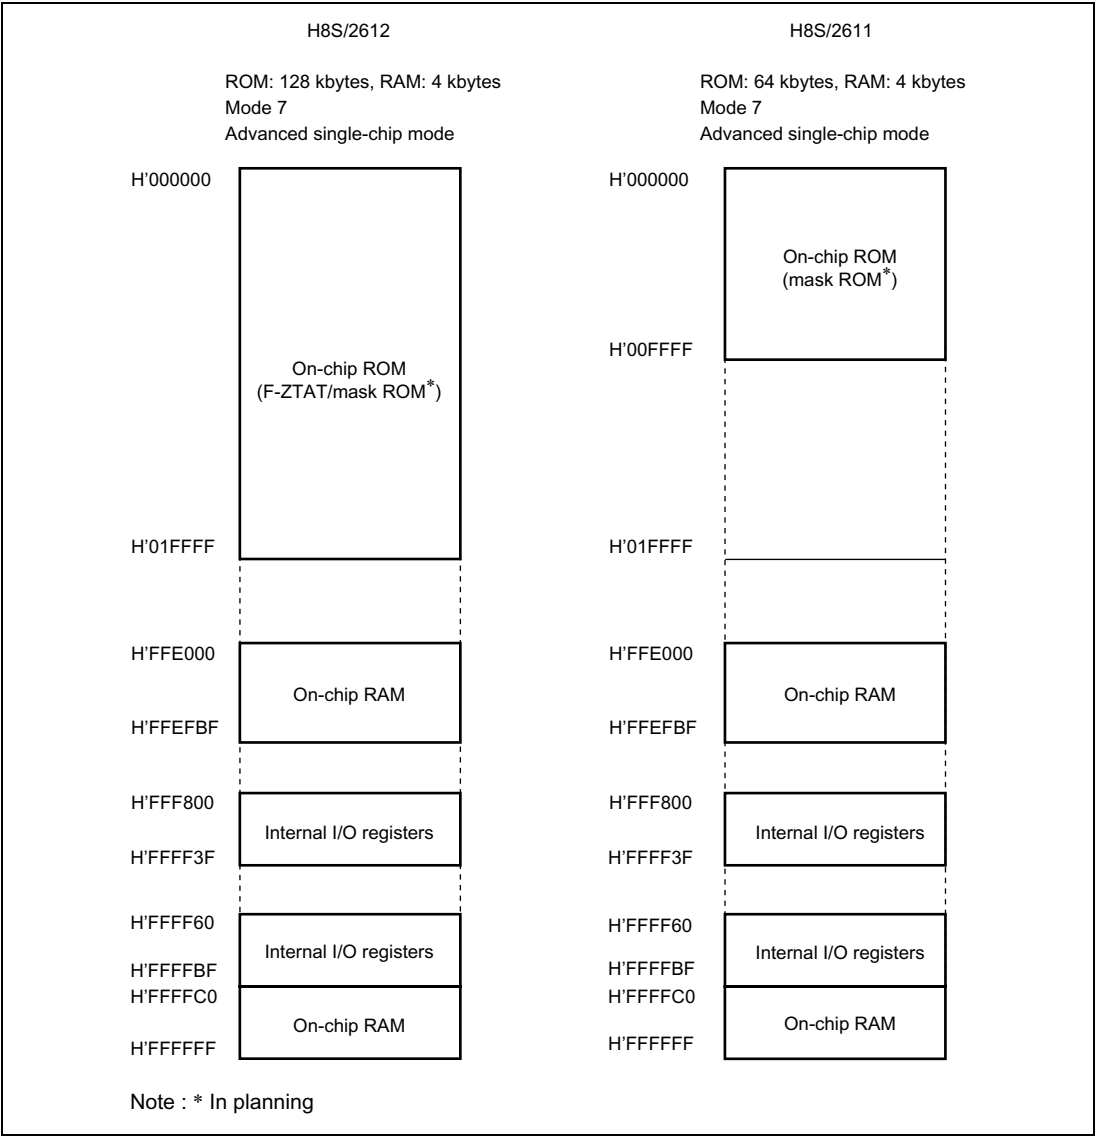 H8S/2612
ROM: 128 kbytes, RAM: 4 kbytes
Mode 7
Advanced single-chip mode
H'000000
On-chip ROM
(F-ZTAT/mask ROM*)
H'01FFFF
H'FFE000
On-chip RAM
H'FFEFBF
H'FFF800
Internal I/O registers
H'FFFF3F
H'FFFF60
Internal I/O registers
H'FFFFBF
H'FFFFC0
On-chip RAM
H'FFFFFF
H8S/2611
ROM: 64 kbytes, RAM: 4 kbytes
Mode 7
Advanced single-chip mode
H'000000
On-chip ROM
(mask ROM*)
H'00FFFF
H'01FFFF
H'FFE000
On-chip RAM
H'FFEFBF
H'FFF800
Internal I/O registers
H'FFFF3F
H'FFFF60
Internal I/O registers
H'FFFFBF
H'FFFFC0
On-chip RAM
H'FFFFFF
Note : * In planning